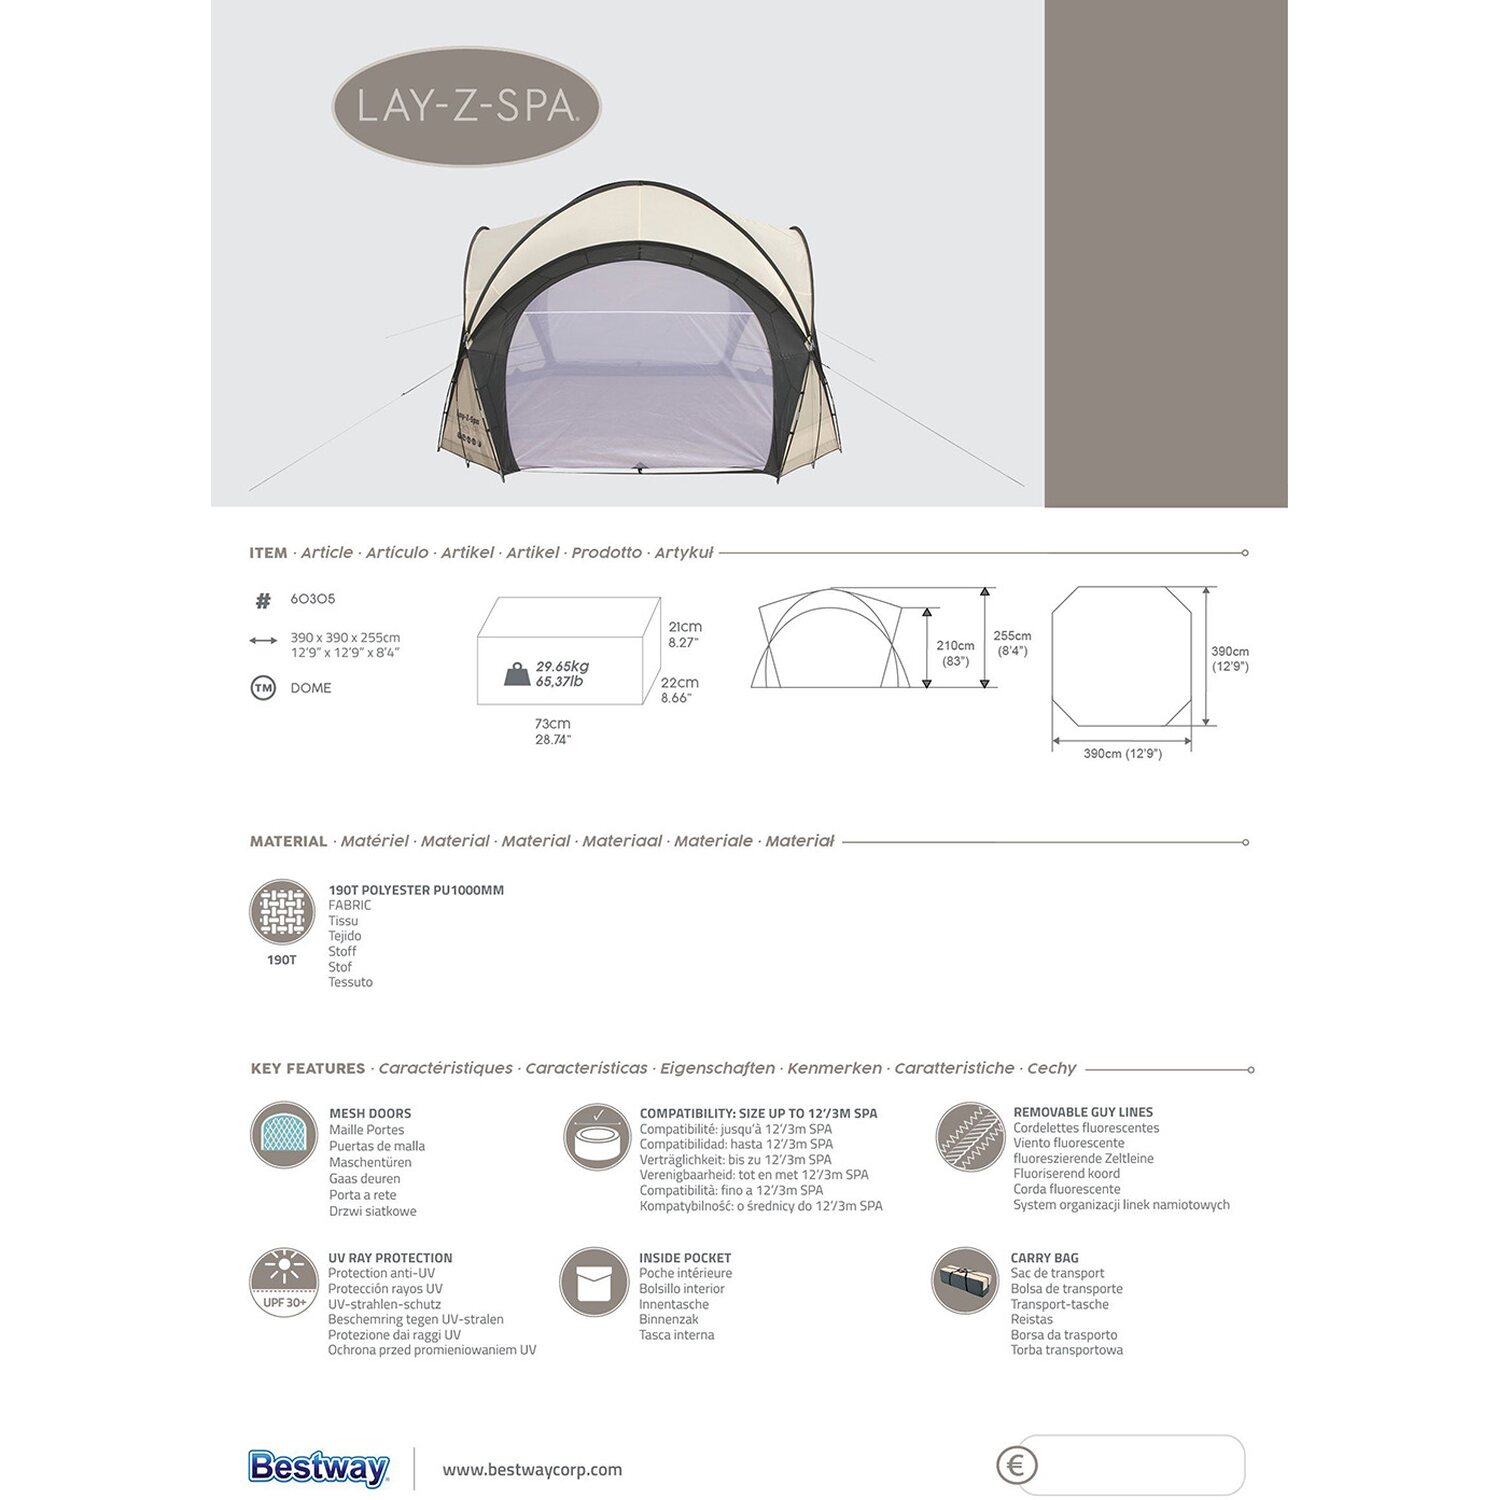 LAY-Z-SPA®
Lay-Z-Spa
ITEM · Article · Artículo · Artikel · Artikel · Prodotto · Artykuł
# 60305
390 x 390 x 255cm
12'9" x 12'9" x 8'4"
TM DOME
29.65kg
65,37lb
21cm
8.27"
22cm
8.66"
73cm
28.74"
210cm
(83")
255cm
(8'4")
390cm
(12'9")
390cm (12'9")
MATERIAL · Matériel · Material · Material · Materiaal · Materiale · Materiał
190T
190T POLYESTER PU1000MM
FABRIC
Tissu
Tejido
Stoff
Stof
Tessuto
KEY FEATURES · Caractéristiques · Características · Eigenschaften · Kenmerken · Caratteristiche · Cechy
MESH DOORS
Maille Portes
Puertas de malla
Maschentüren
Gaas deuren
Porta a rete
Drzwi siatkowe
COMPATIBILITY: SIZE UP TO 12'/3M SPA
Compatibilité: jusqu'à 12'/3m SPA
Compatibilidad: hasta 12'/3m SPA
Verträglichkeit: bis zu 12'/3m SPA
Verenigbaarheid: tot en met 12'/3m SPA
Compatibilità: fino a 12'/3m SPA
Kompatybilność: o średnicy do 12'/3m SPA
REMOVABLE GUY LINES
Cordelettes fluorescentes
Viento fluorescente
fluoreszierende Zeltleine
Fluoriserend koord
Corda fluorescente
System organizacji linek namiotowych
UPF 30+
UV RAY PROTECTION
Protection anti-UV
Protección rayos UV
UV-strahlen-schutz
Beschemring tegen UV-stralen
Protezione dai raggi UV
Ochrona przed promieniowaniem UV
INSIDE POCKET
Poche intérieure
Bolsillo interior
Innentasche
Binnenzak
Tasca interna
CARRY BAG
Sac de transport
Bolsa de transporte
Transport-tasche
Reistas
Borsa da trasporto
Torba transportowa
Bestway
www.bestwaycorp.com
€